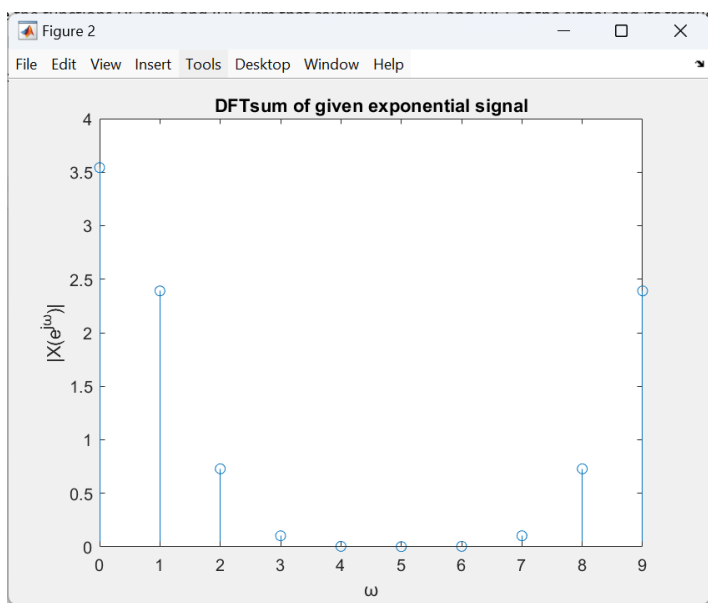 Figure 2
File Edit View Insert Tools Desktop Window Help
DFTsum of given exponential signal
4
3.5
3
2.5
2
1.5
1
0.5
0
|X(e^jω)|
0 1 2 3 4 5 6 7 8 9
ω